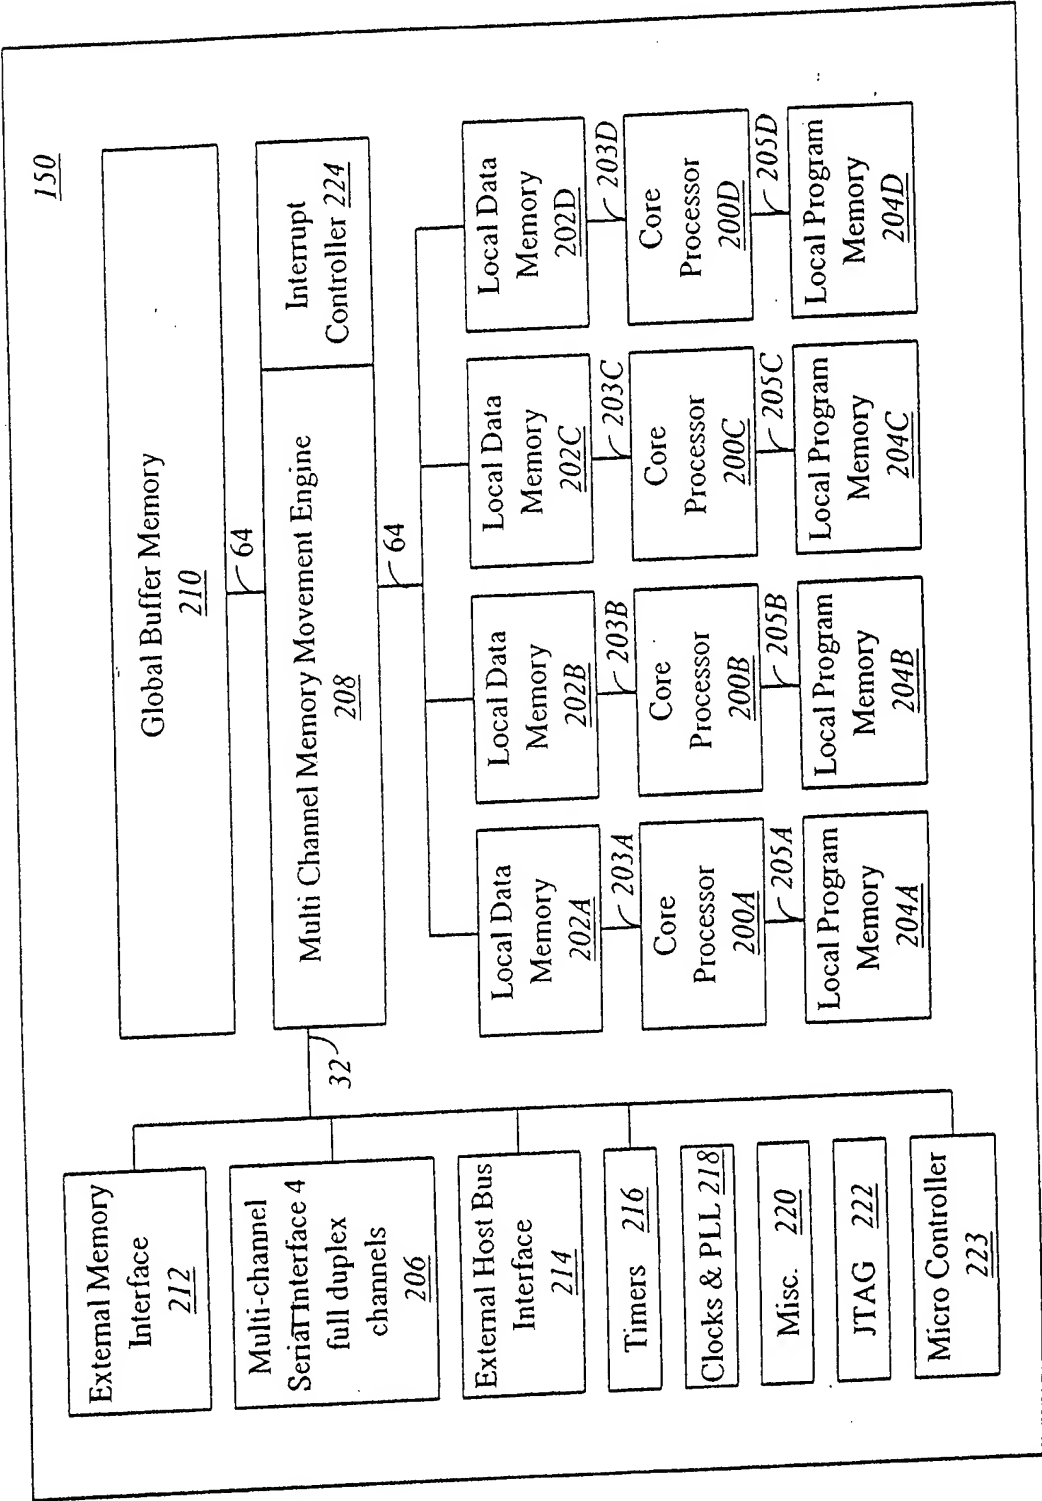 150
Global Buffer Memory
210
64
Multi Channel Memory Movement Engine
208
Interrupt
Controller 224
32
64
External Memory
Interface
212
Multi-channel
Serial Interface 4
full duplex
channels
206
External Host Bus
Interface
214
Timers 216
Clocks & PLL 218
Misc. 220
JTAG 222
Micro Controller
223
Local Data
Memory
202A
203A
Core
Processor
200A
205A
Local Program
Memory
204A
Local Data
Memory
202B
203B
Core
Processor
200B
205B
Local Program
Memory
204B
Local Data
Memory
202C
203C
Core
Processor
200C
205C
Local Program
Memory
204C
Local Data
Memory
202D
203D
Core
Processor
200D
205D
Local Program
Memory
204D